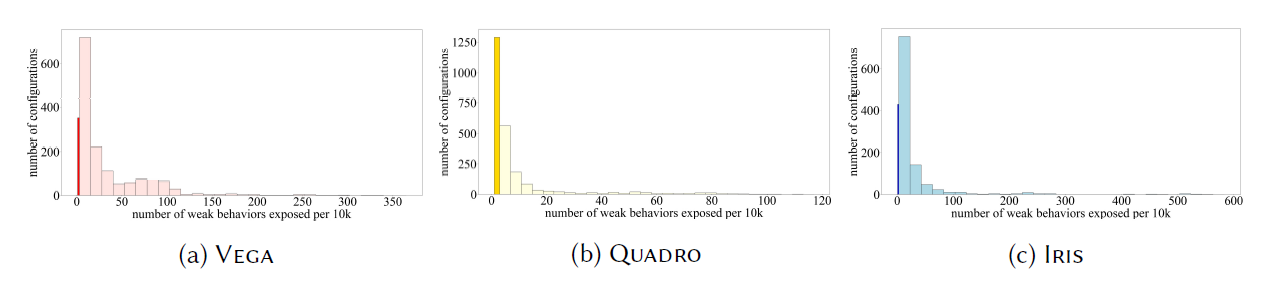 number of configurations
600
400
200
0
0 50 100 150 200 250 300 350
number of weak behaviors exposed per 10k
(a) VEGA
number of configurations
1250
1000
750
500
250
0
0 20 40 60 80 100 120
number of weak behaviors exposed per 10k
(b) QUADRO
number of configurations
600
400
200
0
0 100 200 300 400 500 600
number of weak behaviors exposed per 10k
(c) IRIS